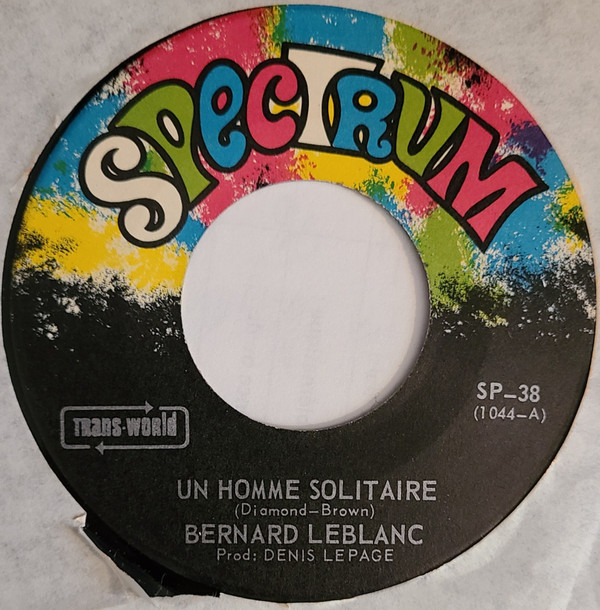 SPECTRUM
SP-38
(1044-A)
TRANS-WORLD
UN HOMME SOLITAIRE
(Diamond-Brown)
BERNARD LEBLANC
Prod: DENIS LEPAGE